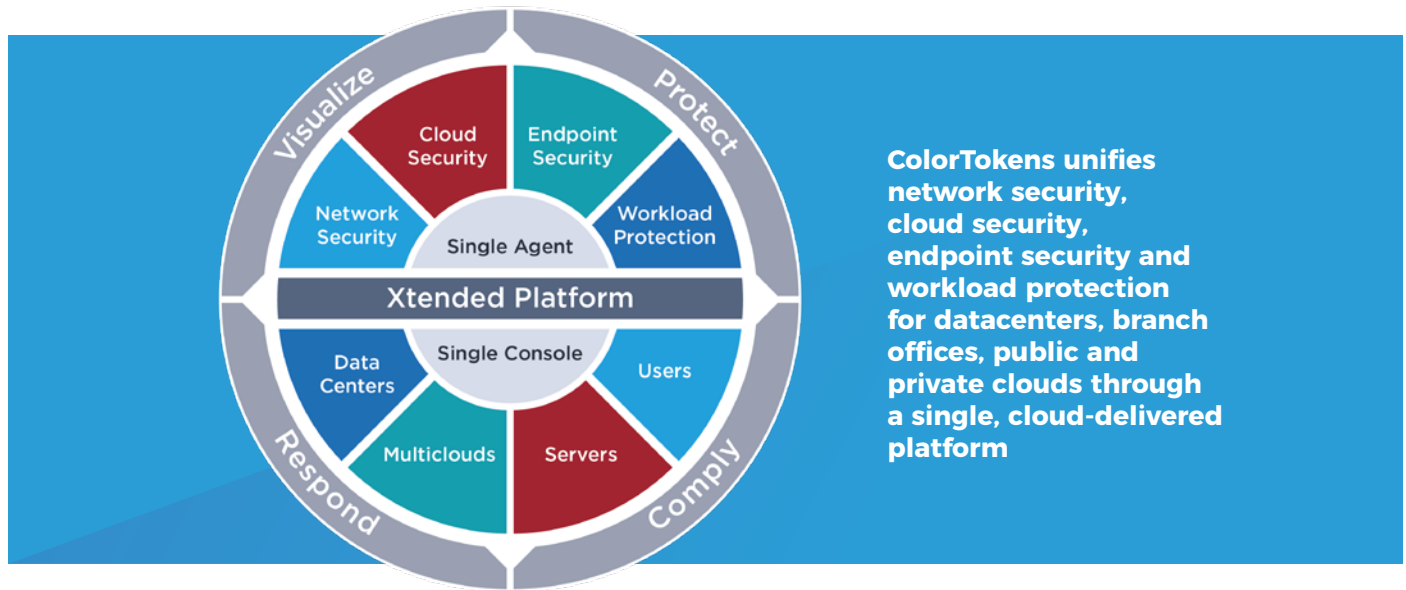 Visualize
Protect
Cloud
Security
Endpoint
Security
Network
Security
Workload
Protection
Single Agent
Xtended Platform
Single Console
Data
Centers
Users
Multiclouds
Servers
Respond
Comply
ColorTokens unifies
network security,
cloud security,
endpoint security and
workload protection
for datacenters, branch
offices, public and
private clouds through
a single, cloud-delivered
platform